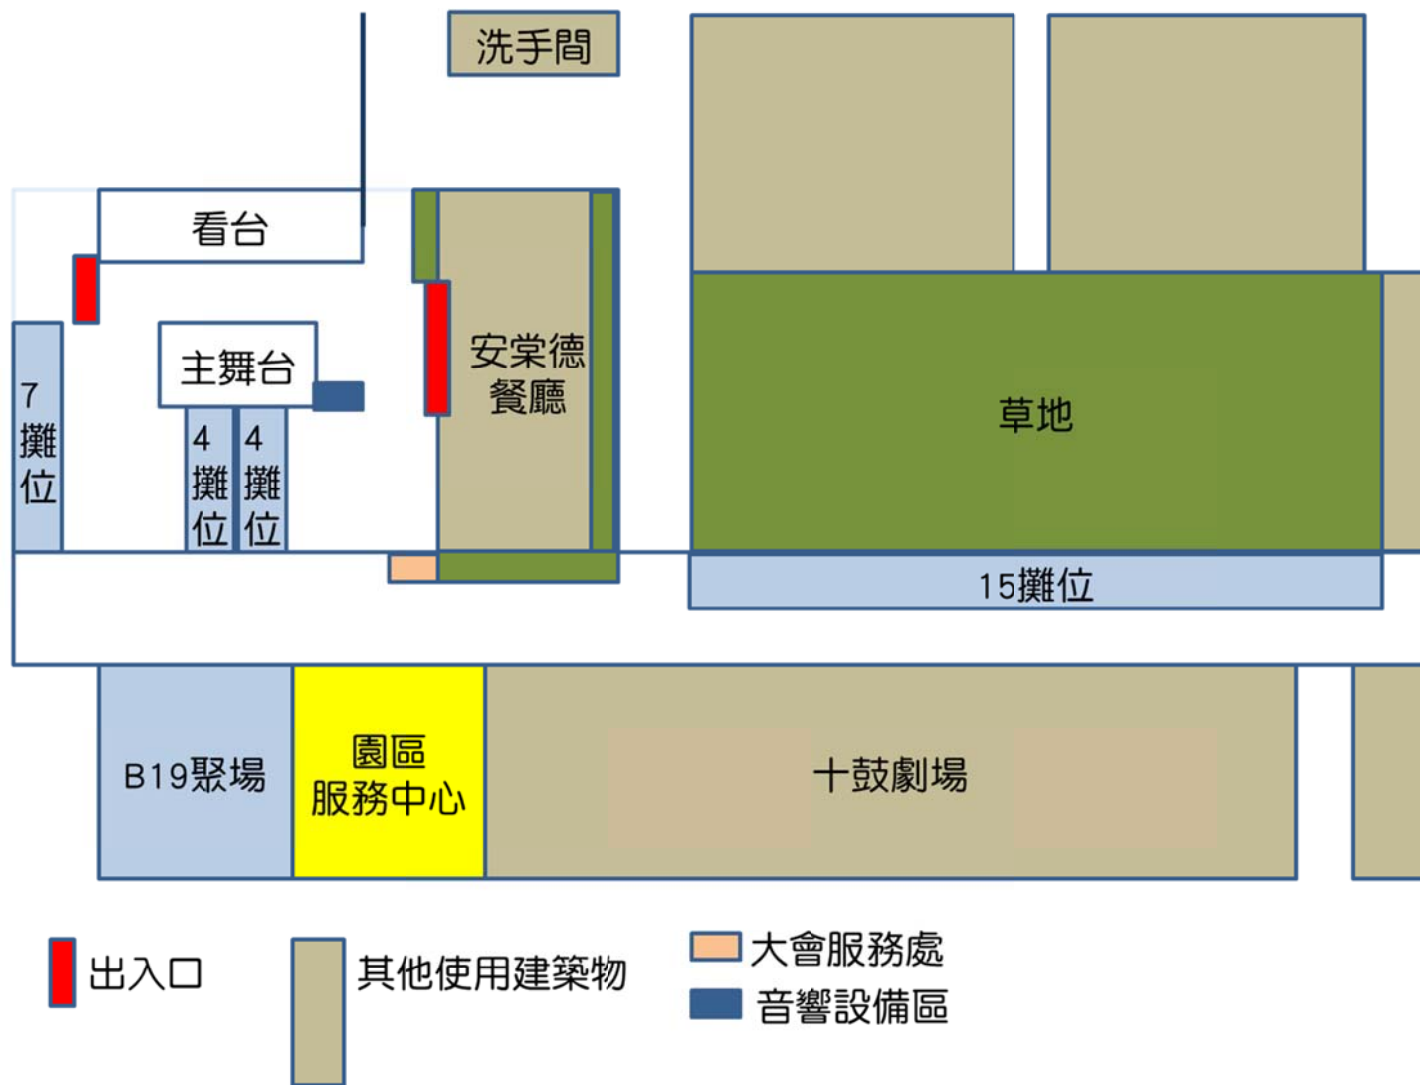 洗手間
看台
主舞台
安棠德
餐廳
草地
7
攤
位
4
攤
位
4
攤
位
15攤位
B19聚場
園區
服務中心
十鼓劇場
出入口
其他使用建築物
大會服務處
音響設備區